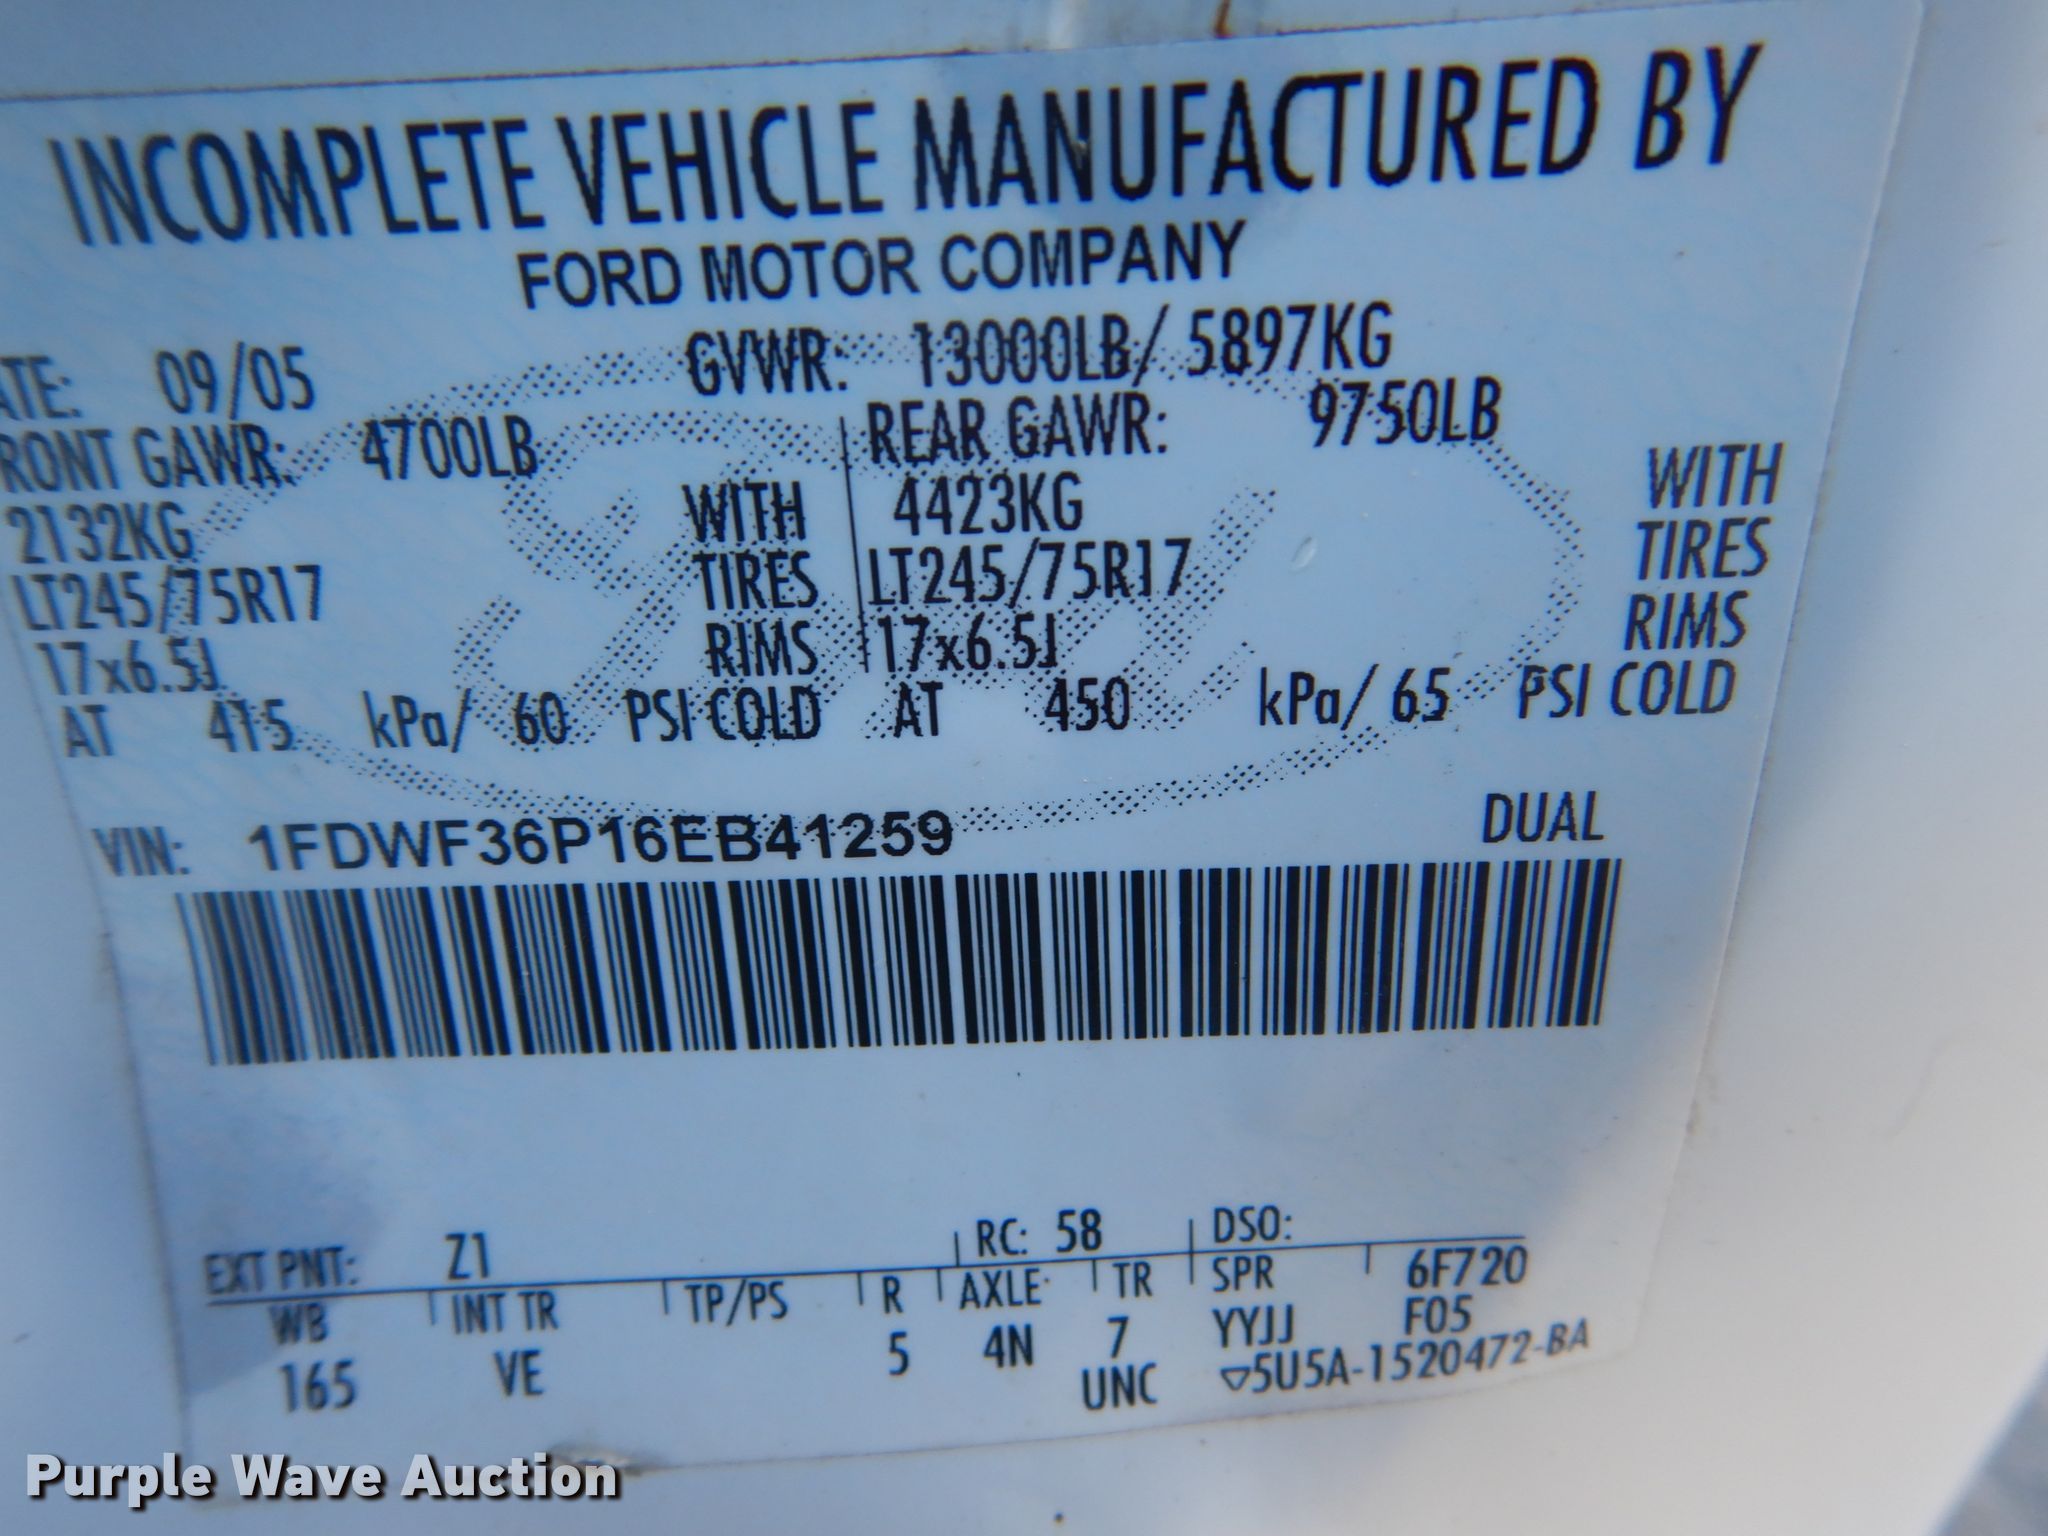 INCOMPLETE VEHICLE MANUFACTURED BY
FORD MOTOR COMPANY
ATE: 09/05 GVWR: 13000LB/ 5897KG
RONT GAWR: 4700LB REAR GAWR: 9750LB
2132KG WITH 4423KG WITH
LT245/75R17 TIRES LT245/75R17 TIRES
17x6.5J RIMS 17x6.5J RIMS
AT 415 kPa/ 60 PSI COLD AT 450 kPa/ 65 PSI COLD
VIN: 1FDWF36P16EB41259 DUAL
EXT PNT: Z1 RC: 58 DSO:
WB INT TR TP/PS R AXLE TR SPR 6F720
165 VE 5 4N 7 YYJJ F05
UNC ▽5U5A-1520472-BA
Purple Wave Auction